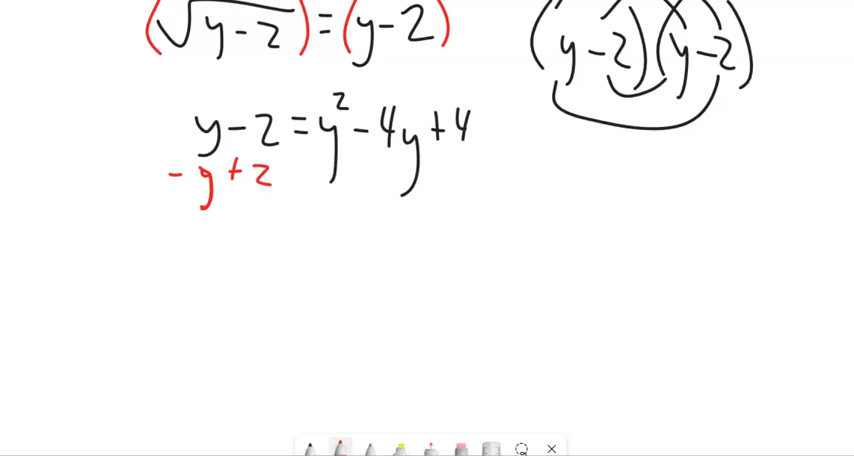 (√y-2) = (y-2)
(y-2)(y-2)
y-2 = y² - 4y + 4
-y+2